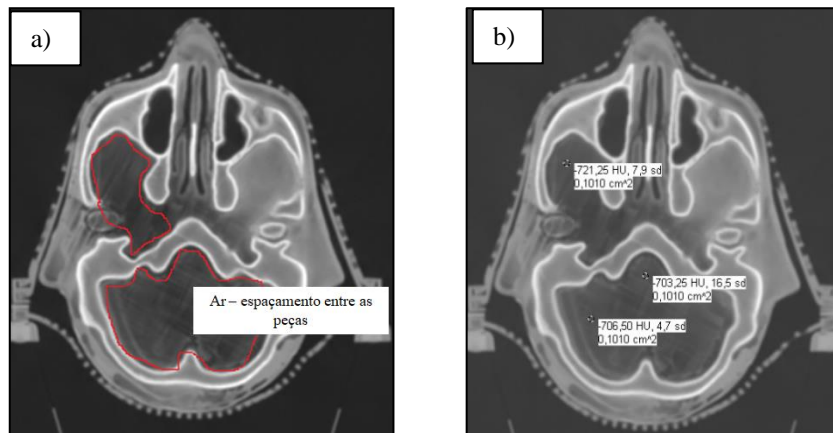 a)
Ar – espaçamento entre as
peças
b)
-721,25 HU, 7,9 sd
0,1010 cm^2
-703,25 HU, 16,5 sd
0,1010 cm^2
-706,50 HU, 4,7 sd
0,1010 cm^2